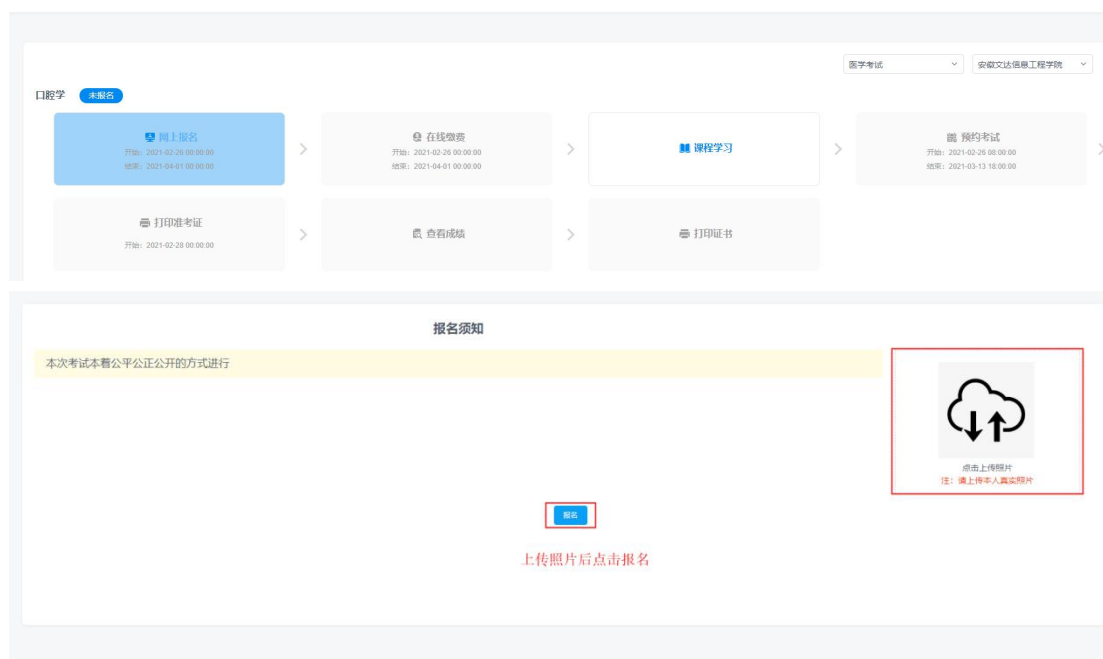 医学考试
安徽文达信息工程学院
口腔学 未报名
网上报名
开始：2021-02-26 00:00:00
结束：2021-04-01 00:00:00
在线缴费
开始：2021-02-26 00:00:00
结束：2021-04-01 00:00:00
课程学习
预约考试
开始：2021-02-26 00:00:00
结束：2021-03-13 18:00:00
打印准考证
开始：2021-02-28 00:00:00
查看成绩
打印证书
报名须知
本次考试本着公平公正公开的方式进行
点击上传照片
注：请上传本人真实照片
报名
上传照片后点击报名